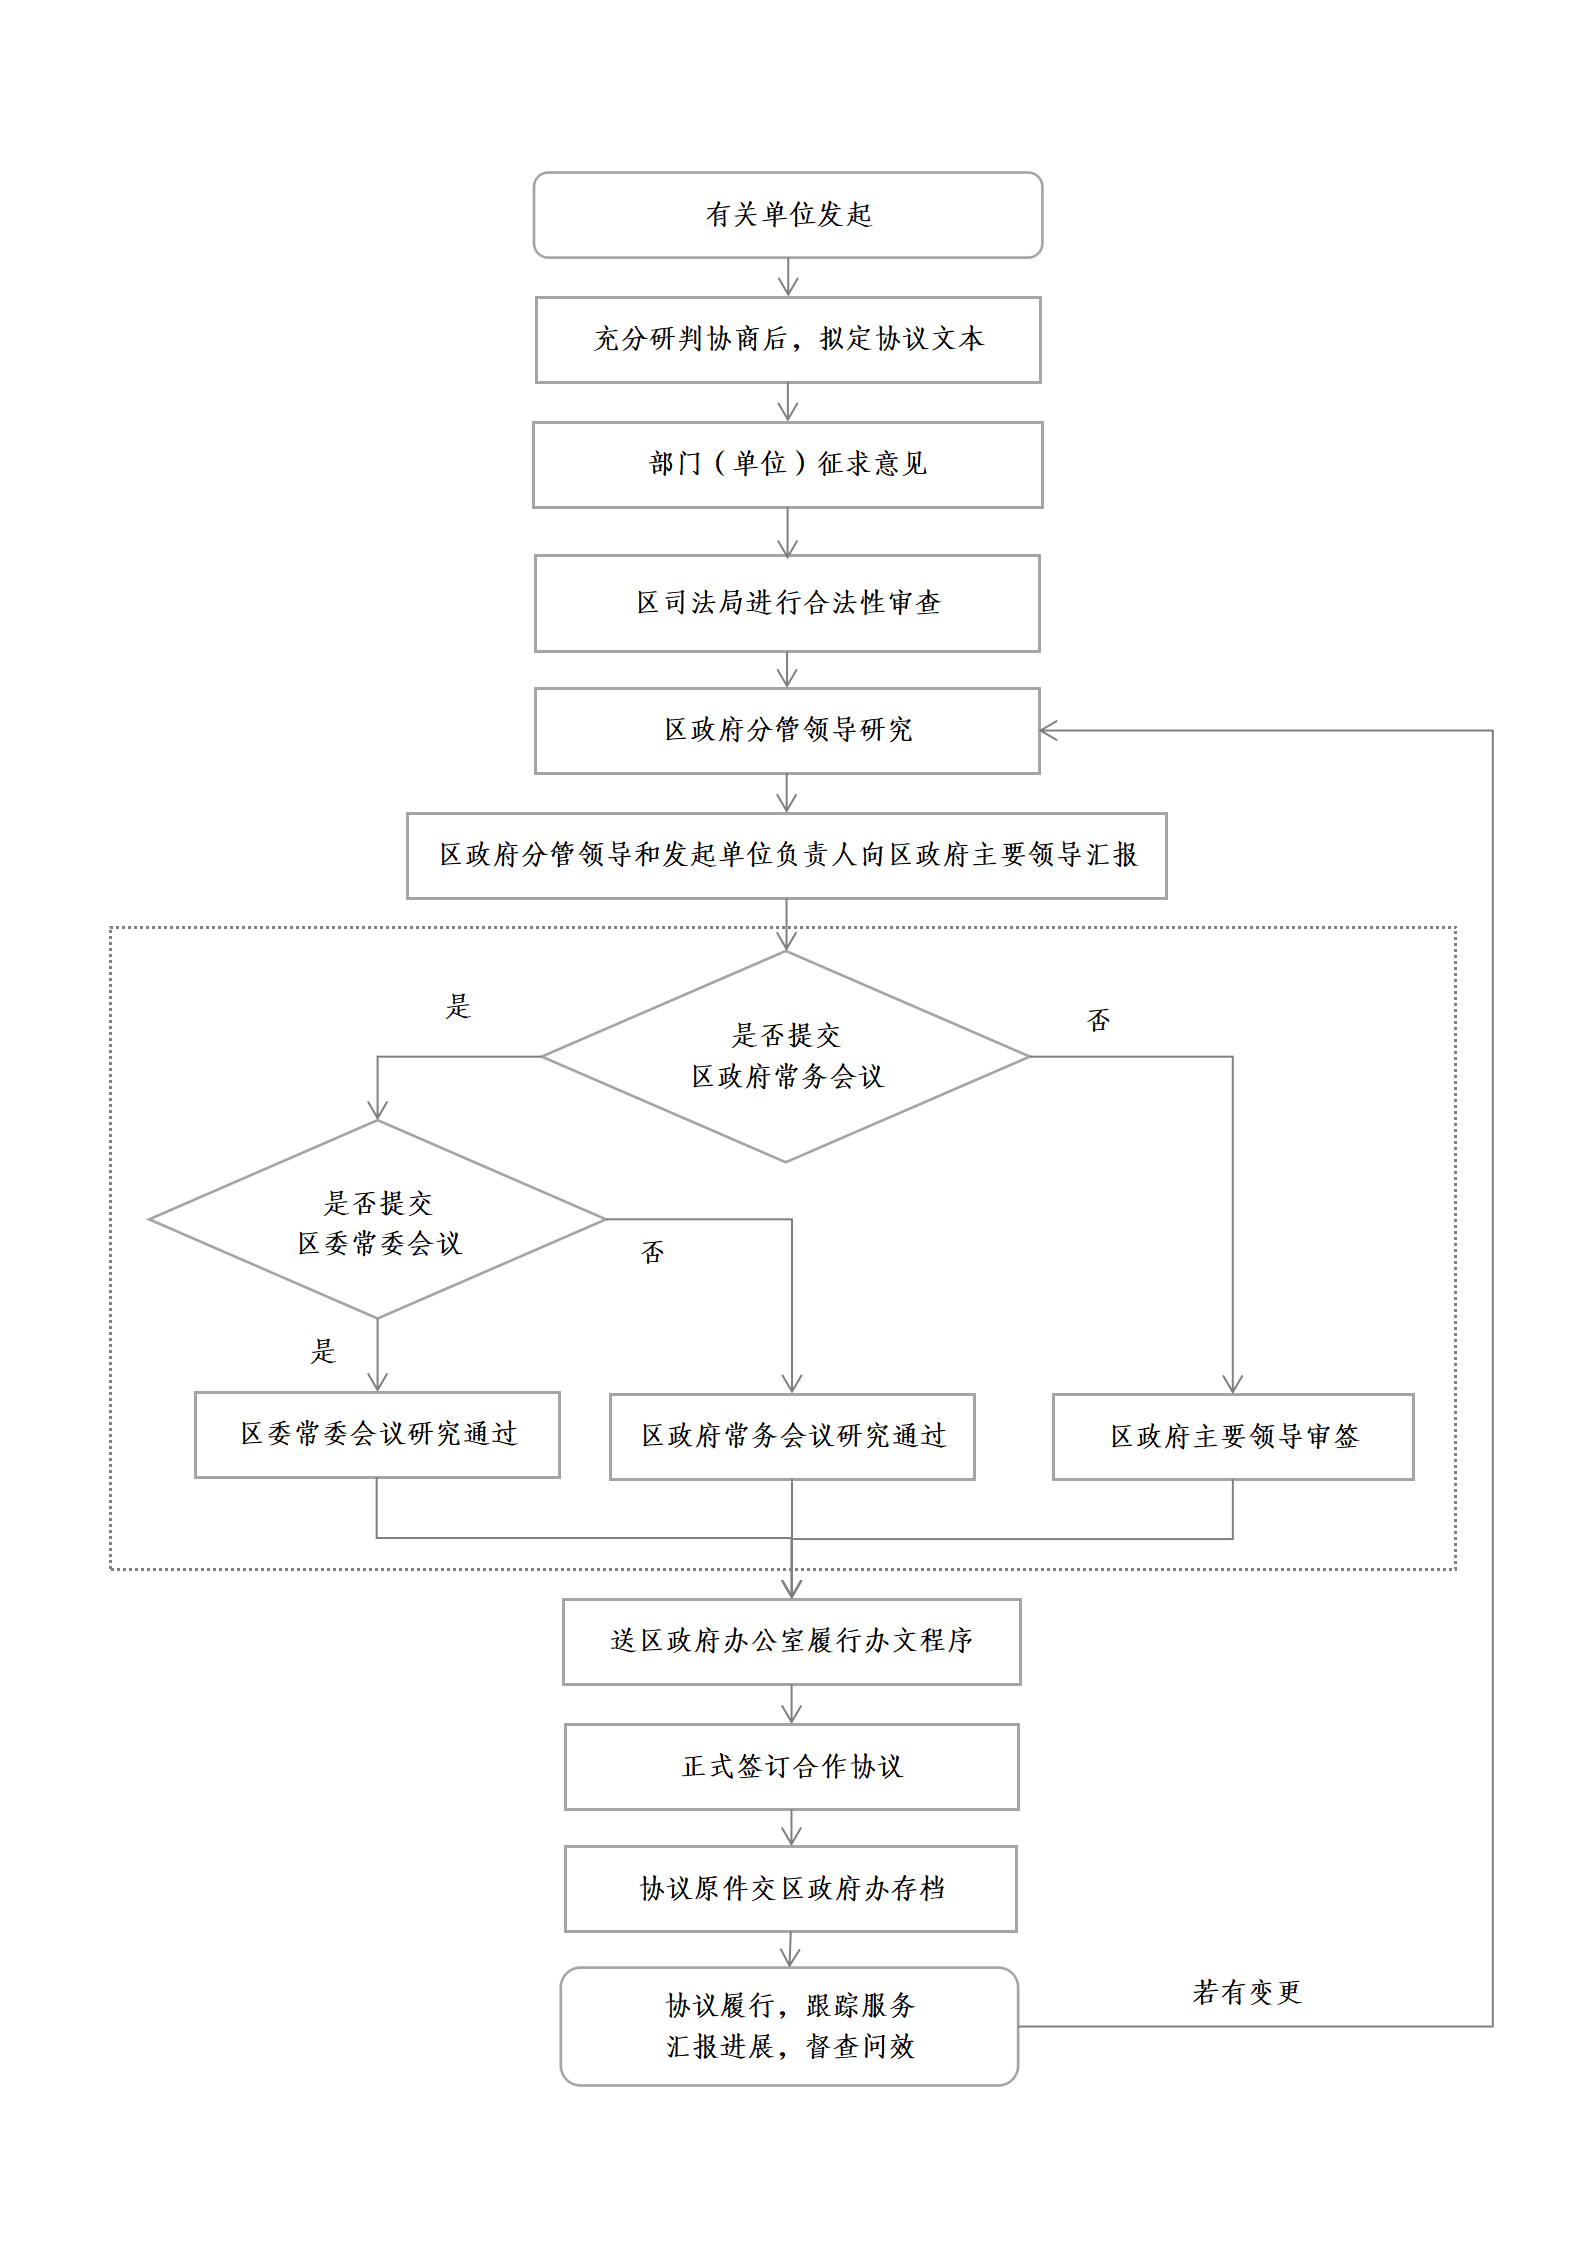 有关单位发起
充分研判协商后，拟定协议文本
部门（单位）征求意见
区司法局进行合法性审查
区政府分管领导研究
区政府分管领导和发起单位负责人向区政府主要领导汇报
是
否
是否提交
区政府常务会议
是否提交
区委常委会议
否
是
区委常委会议研究通过
区政府常务会议研究通过
区政府主要领导审签
送区政府办公室履行办文程序
正式签订合作协议
协议原件交区政府办存档
若有变更
协议履行，跟踪服务
汇报进展，督查问效